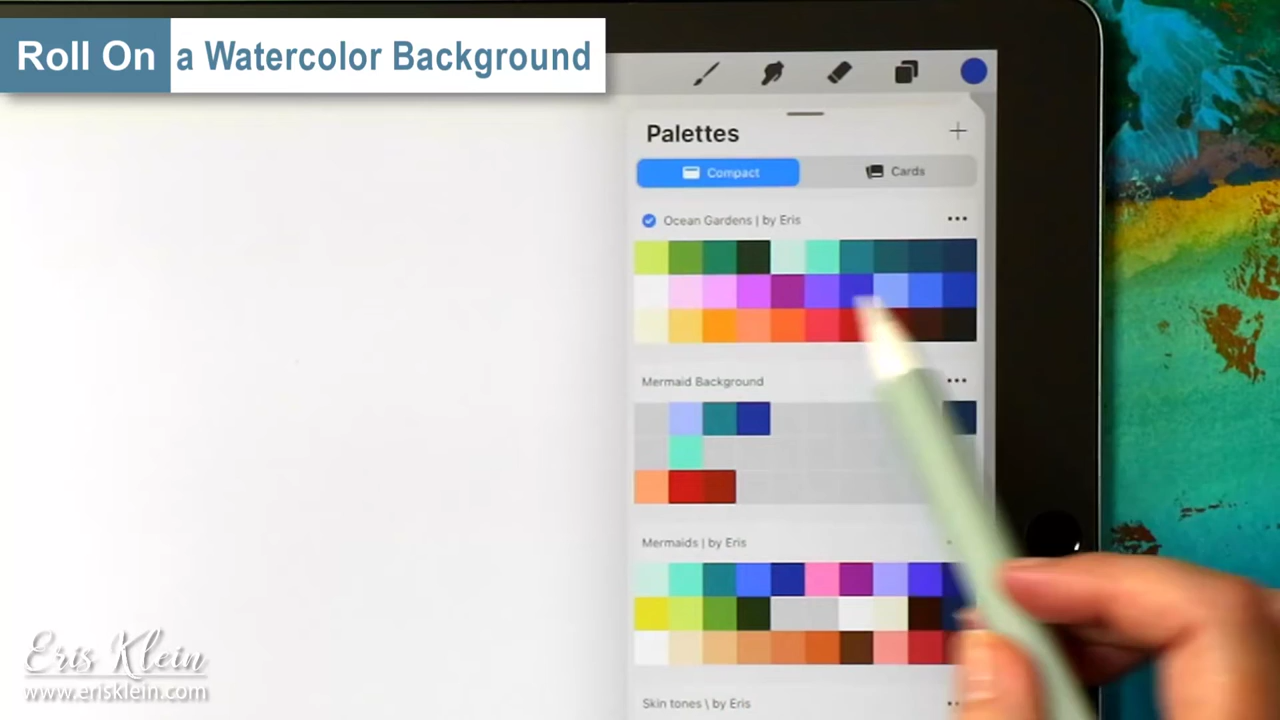 Roll On a Watercolor Background
Palettes
Compact
Cards
Ocean Gardens | by Eris
Mermaid Background
Mermaids | by Eris
Skin tones \ by Eris
Eris Klein
www.erisklein.com